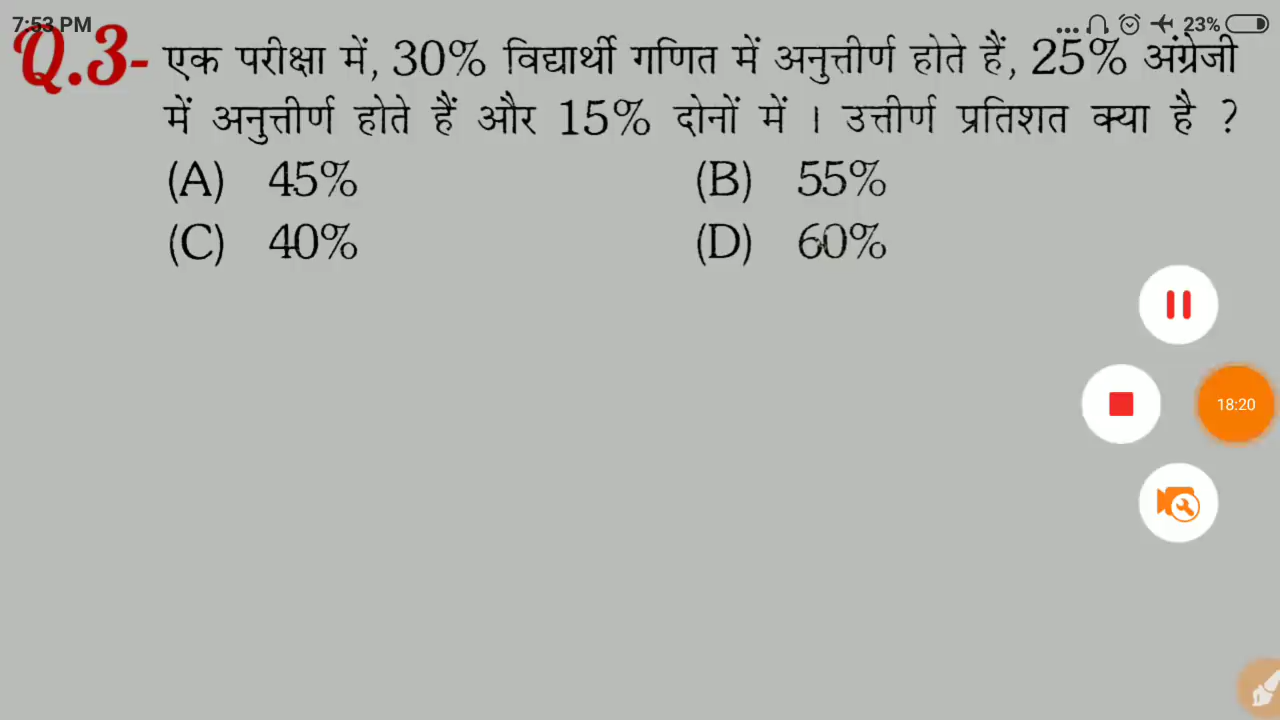 7:53 PM
... 23%
Q.3- एक परीक्षा में, 30% विद्यार्थी गणित में अनुत्तीर्ण होते हैं, 25% अंग्रेजी
में अनुत्तीर्ण होते हैं और 15% दोनों में । उत्तीर्ण प्रतिशत क्या है ?
(A) 45% (B) 55%
(C) 40% (D) 60%
18:20